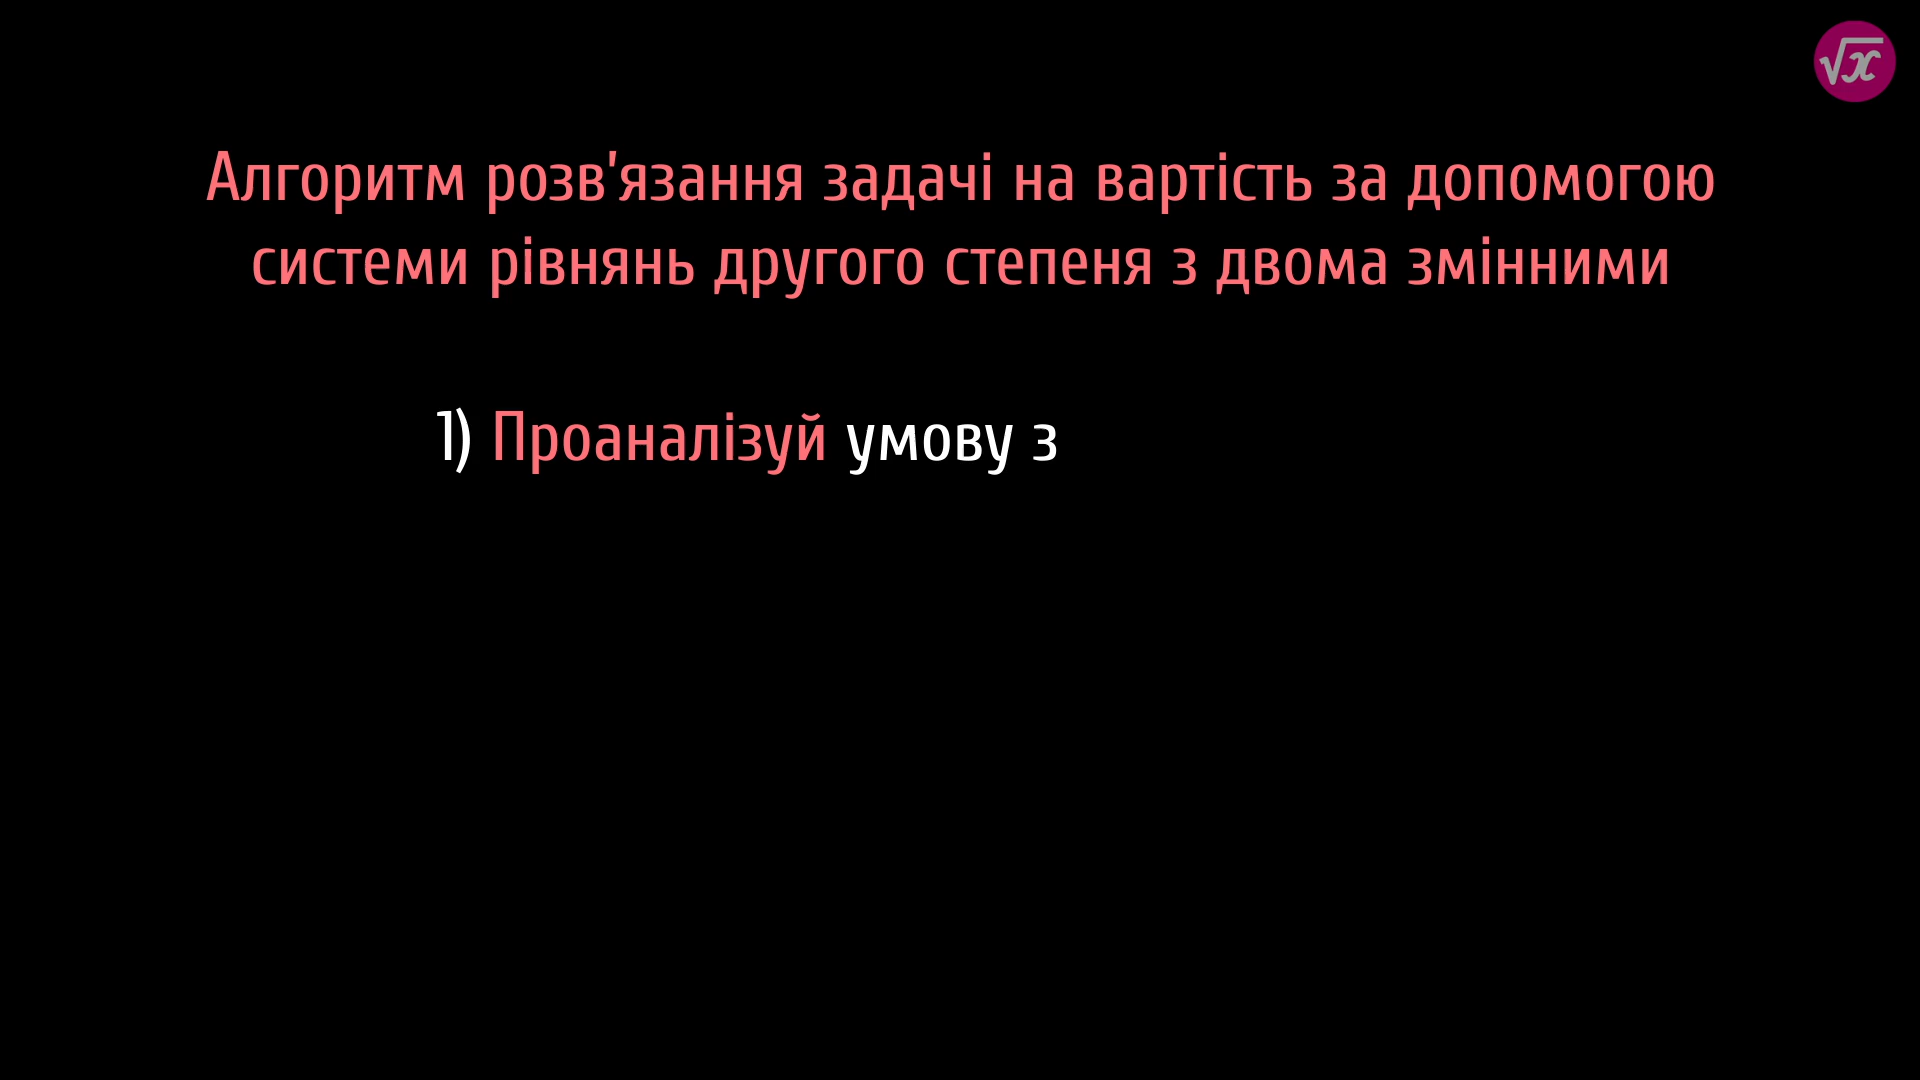 √x
Алгоритм розв'язання задачі на вартість за допомогою
системи рівнянь другого степеня з двома змінними
1) Проаналізуй умову з